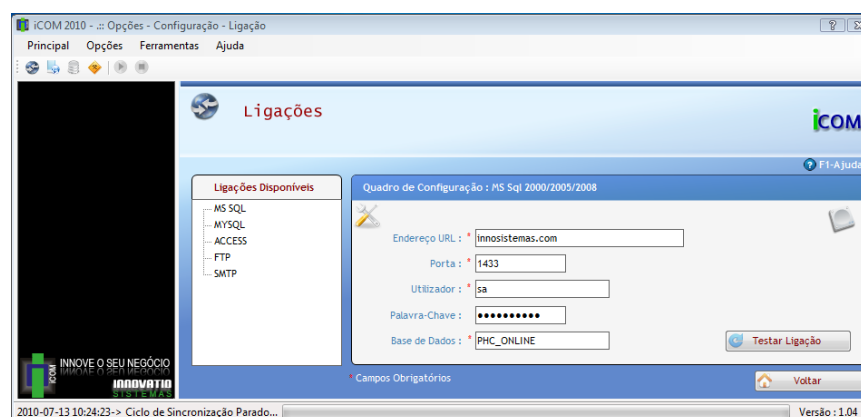 iCOM 2010 - .:: Opções - Configuração - Ligação
Principal Opções Ferramentas Ajuda
Ligações
iCOM
F1-Ajuda
Ligações Disponíveis
MS SQL
MYSQL
ACCESS
FTP
SMTP
Quadro de Configuração : MS Sql 2000/2005/2008
Endereço URL : * innosistemas.com
Porta : * 1433
Utilizador : * sa
Palavra-Chave : ●●●●●●●●●●
Base de Dados : * PHC_ONLINE
Testar Ligação
* Campos Obrigatórios
Voltar
iCOM
INNOVE O SEU NEGÓCIO
INNOVATIO
SISTEMAS
2010-07-13 10:24:23-> Ciclo de Sincronização Parado...
Versão : 1.04